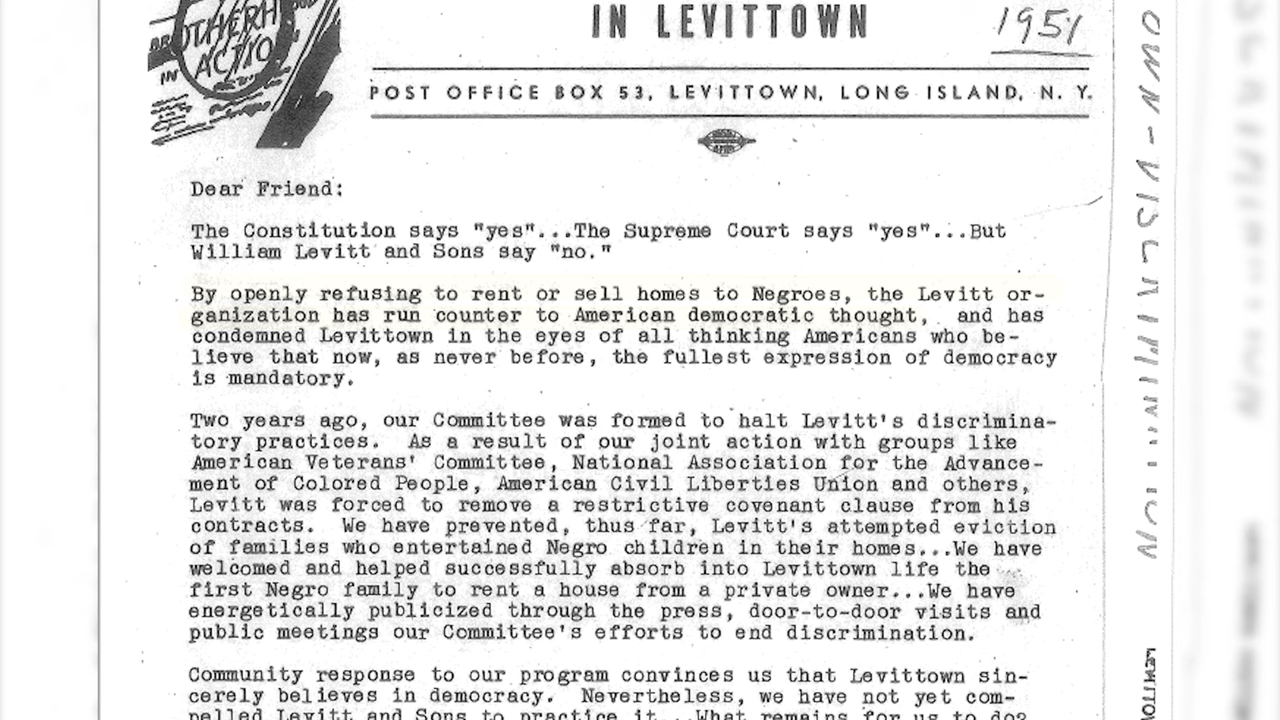 BROTHERHOOD
IN
ACTION
IN LEVITTOWN
1951
POST OFFICE BOX 53, LEVITTOWN, LONG ISLAND, N. Y.
Dear Friend:
The Constitution says "yes"...The Supreme Court says "yes"...But
William Levitt and Sons say "no."
By openly refusing to rent or sell homes to Negroes, the Levitt or-
ganization has run counter to American democratic thought, and has
condemned Levittown in the eyes of all thinking Americans who be-
lieve that now, as never before, the fullest expression of democracy
is mandatory.
Two years ago, our Committee was formed to halt Levitt's discrimina-
tory practices. As a result of our joint action with groups like
American Veterans' Committee, National Association for the Advance-
ment of Colored People, American Civil Liberties Union and others,
Levitt was forced to remove a restrictive covenant clause from his
contracts. We have prevented, thus far, Levitt's attempted eviction
of families who entertained Negro children in their homes...We have
welcomed and helped successfully absorb into Levittown life the
first Negro family to rent a house from a private owner...We have
energetically publicized through the press, door-to-door visits and
public meetings our Committee's efforts to end discrimination.
Community response to our program convinces us that Levittown sin-
cerely believes in democracy. Nevertheless, we have not yet com-
pelled Levitt and Sons to practice it...What remains for us to do?